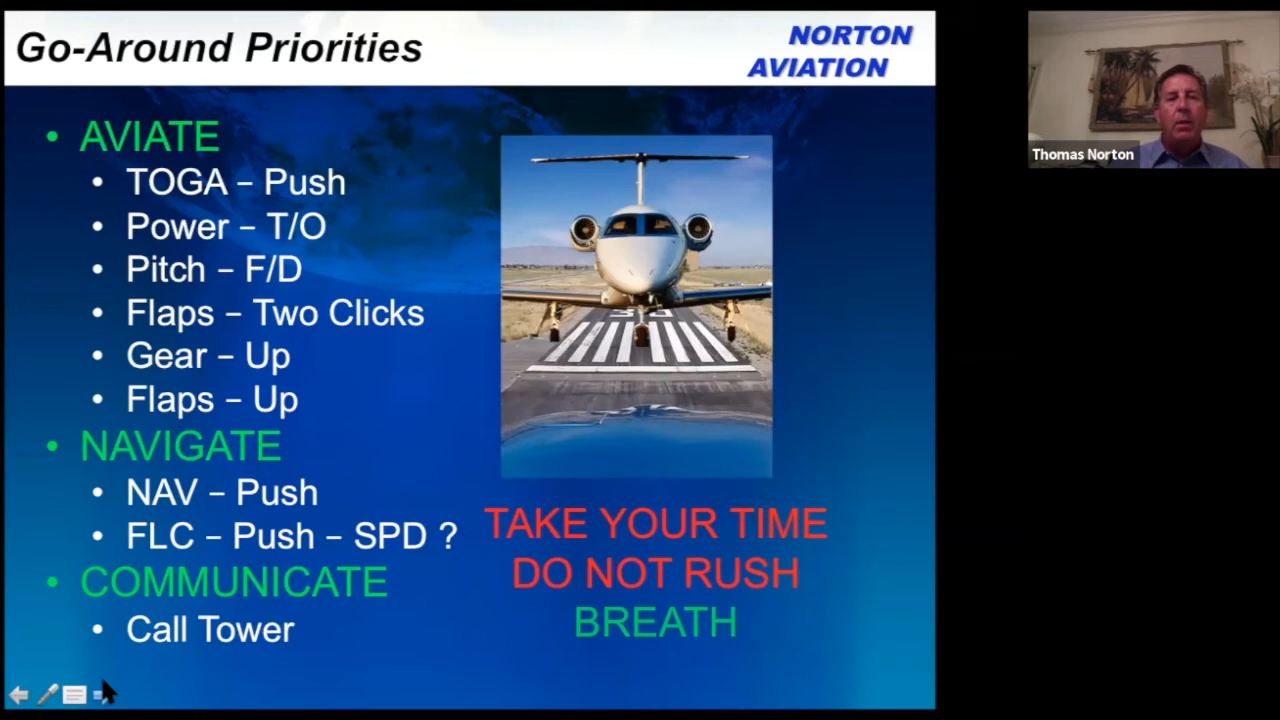 Go-Around Priorities
NORTON
AVIATION
• AVIATE
• TOGA – Push
• Power – T/O
• Pitch – F/D
• Flaps – Two Clicks
• Gear – Up
• Flaps – Up
• NAVIGATE
• NAV – Push
• FLC – Push – SPD ?
• COMMUNICATE
• Call Tower
30
TAKE YOUR TIME
DO NOT RUSH
BREATH
Thomas Norton